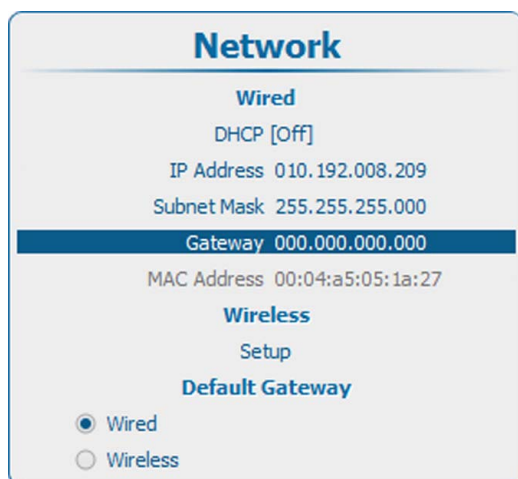 Network
Wired
DHCP [Off]
IP Address 010.192.008.209
Subnet Mask 255.255.255.000
Gateway 000.000.000.000
MAC Address 00:04:a5:05:1a:27
Wireless
Setup
Default Gateway
Wired
Wireless